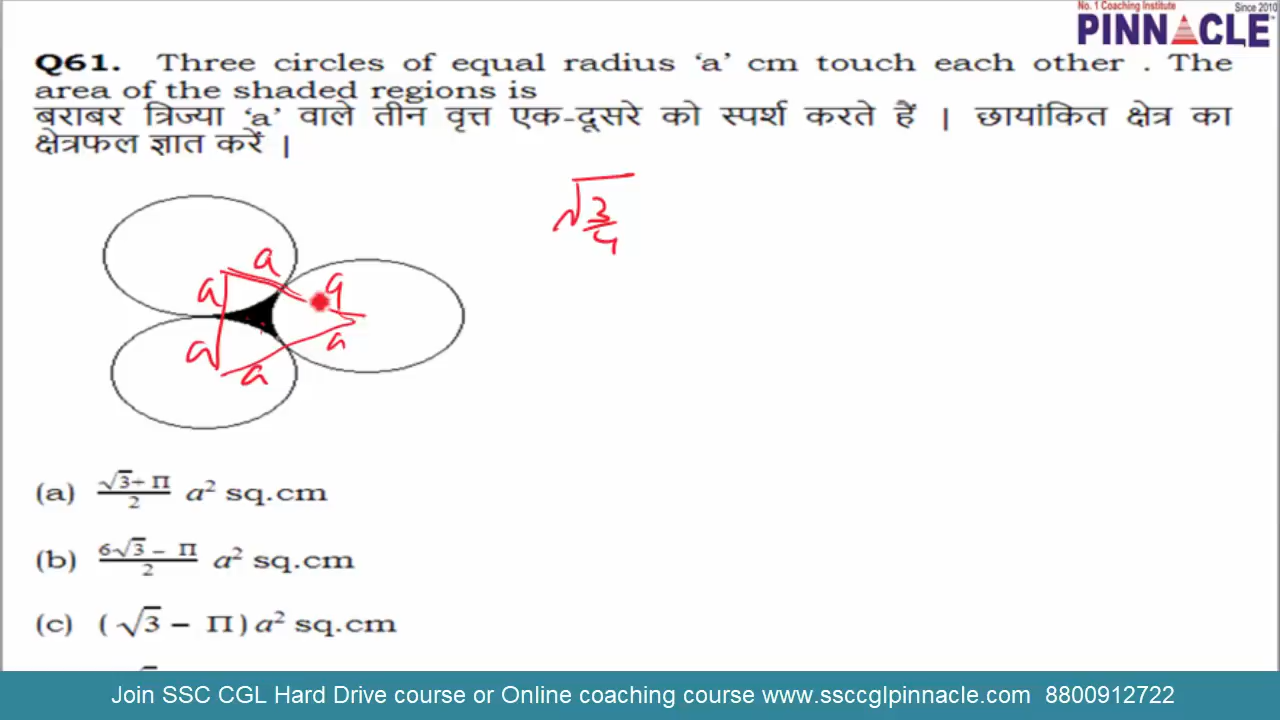 No. 1 Coaching Institute Since 2010
PINNACLE
Q61. Three circles of equal radius ‘a’ cm touch each other . The
area of the shaded regions is
बराबर त्रिज्या ‘a’ वाले तीन वृत्त एक-दूसरे को स्पर्श करते हैं | छायांकित क्षेत्र का
क्षेत्रफल ज्ञात करें |
√3/4
a
a a
a a
a
(a) (√3+ Π)/2 a² sq.cm
(b) (6√3 − Π)/2 a² sq.cm
(c) (√3 − Π)a² sq.cm
Join SSC CGL Hard Drive course or Online coaching course www.ssccglpinnacle.com 8800912722